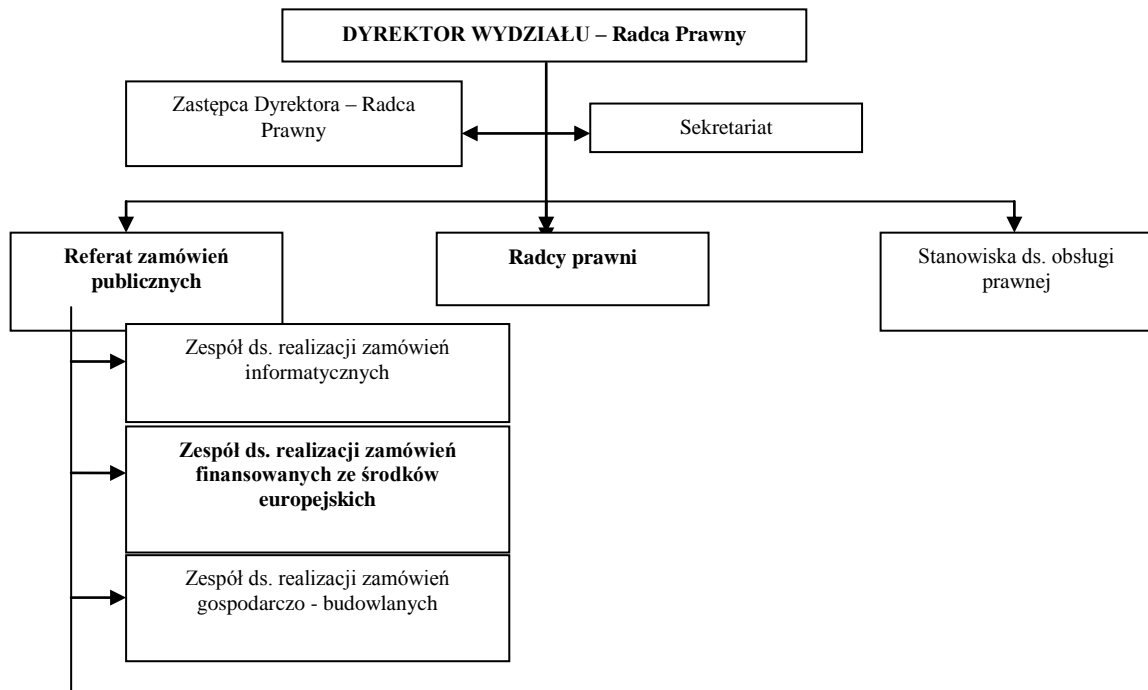 DYREKTOR WYDZIAŁU – Radca Prawny
Zastępca Dyrektora – Radca
Prawny
Sekretariat
Referat zamówień
publicznych
Radcy prawni
Stanowiska ds. obsługi
prawnej
Zespół ds. realizacji zamówień
informatycznych
Zespół ds. realizacji zamówień
finansowanych ze środków
europejskich
Zespół ds. realizacji zamówień
gospodarczo - budowlanych